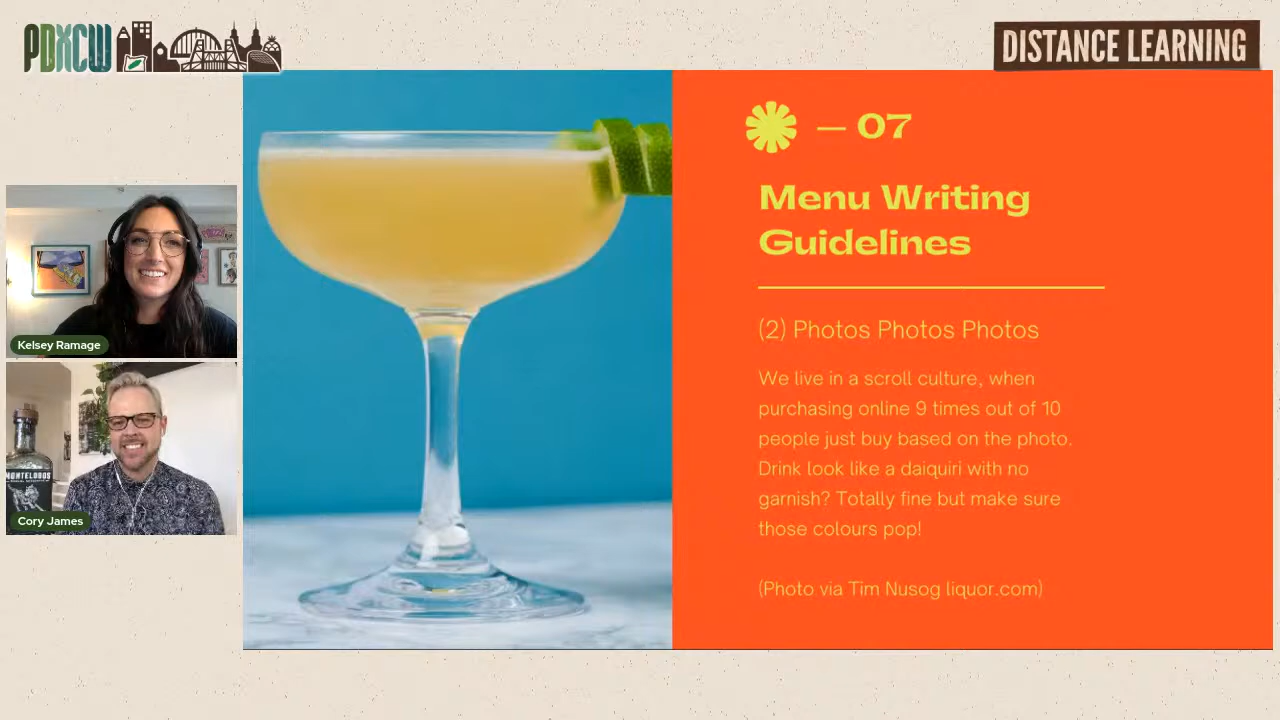 PDXCW
DISTANCE LEARNING
— 07
Menu Writing
Guidelines
(2) Photos Photos Photos
We live in a scroll culture, when
purchasing online 9 times out of 10
people just buy based on the photo.
Drink look like a daiquiri with no
garnish? Totally fine but make sure
those colours pop!
(Photo via Tim Nusog liquor.com)
Kelsey Ramage
MONTELOBOS
Cory James